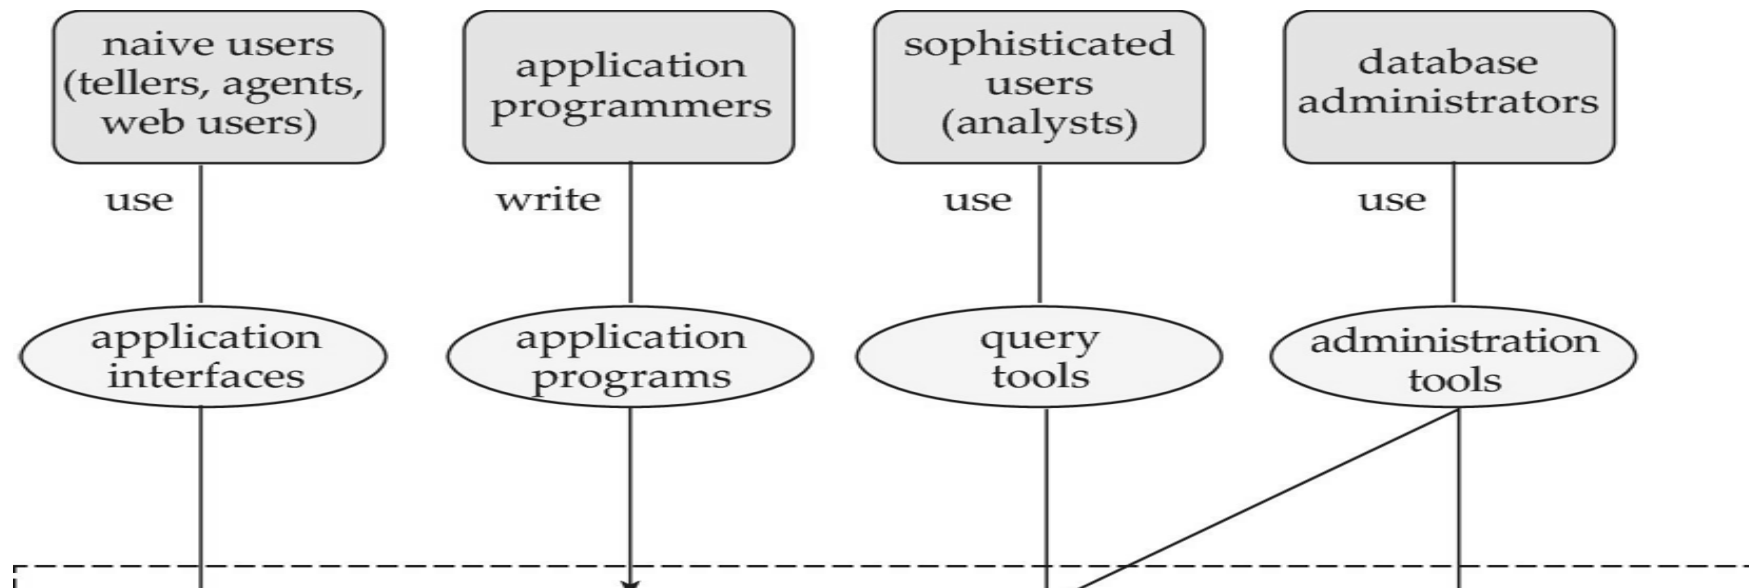 naive users
(tellers, agents,
web users)
application
programmers
sophisticated
users
(analysts)
database
administrators
use
write
use
use
application
interfaces
application
programs
query
tools
administration
tools